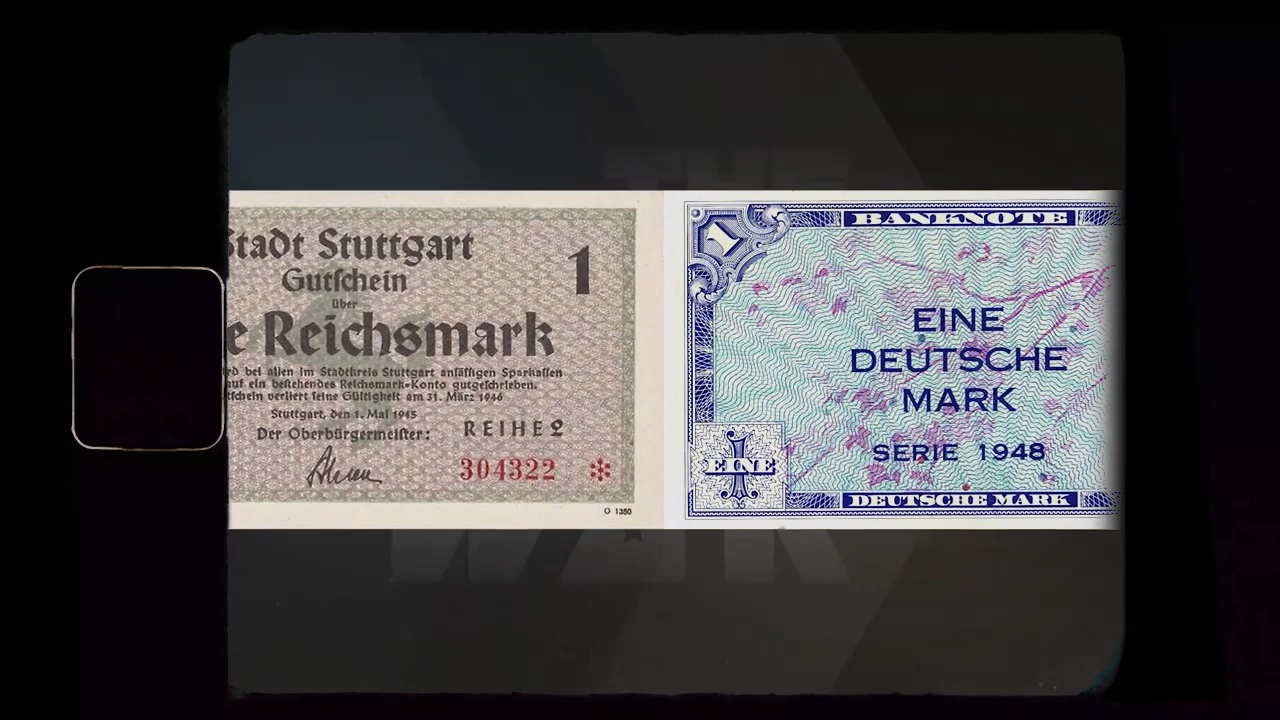 THE
Stadt Stuttgart
Gutschein
1
über
e Reichsmark
rd bei allen im Stadtkreis Stuttgart ansässigen Sparkassen
auf ein bestehendes Reichsmark-Konto gutgeschrieben.
tschein verliert seine Gültigkeit am 31. März 1946
Stuttgart, den 1. Mai 1945
Der Oberbürgermeister:
REIHE 2
304322
O 1350
1
BANKNOTE
EINE
DEUTSCHE
MARK
SERIE 1948
EINE
DEUTSCHE MARK
WAR